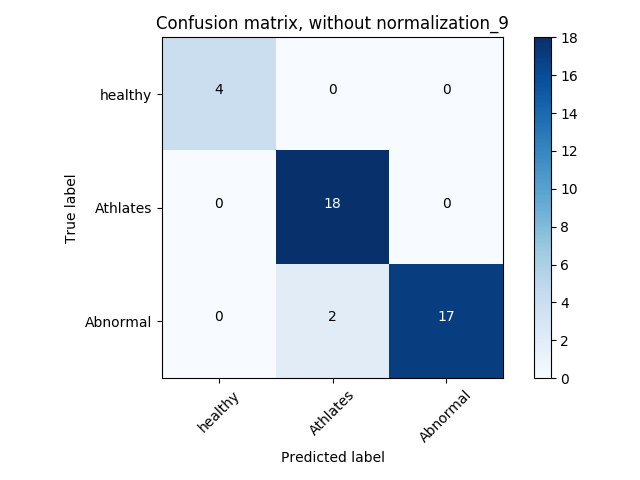 Confusion matrix, without normalization_9
healthy
4
0
0
Athlates
0
18
0
Abnormal
0
2
17
healthy
Athlates
Abnormal
True label
Predicted label
18
16
14
12
10
8
6
4
2
0